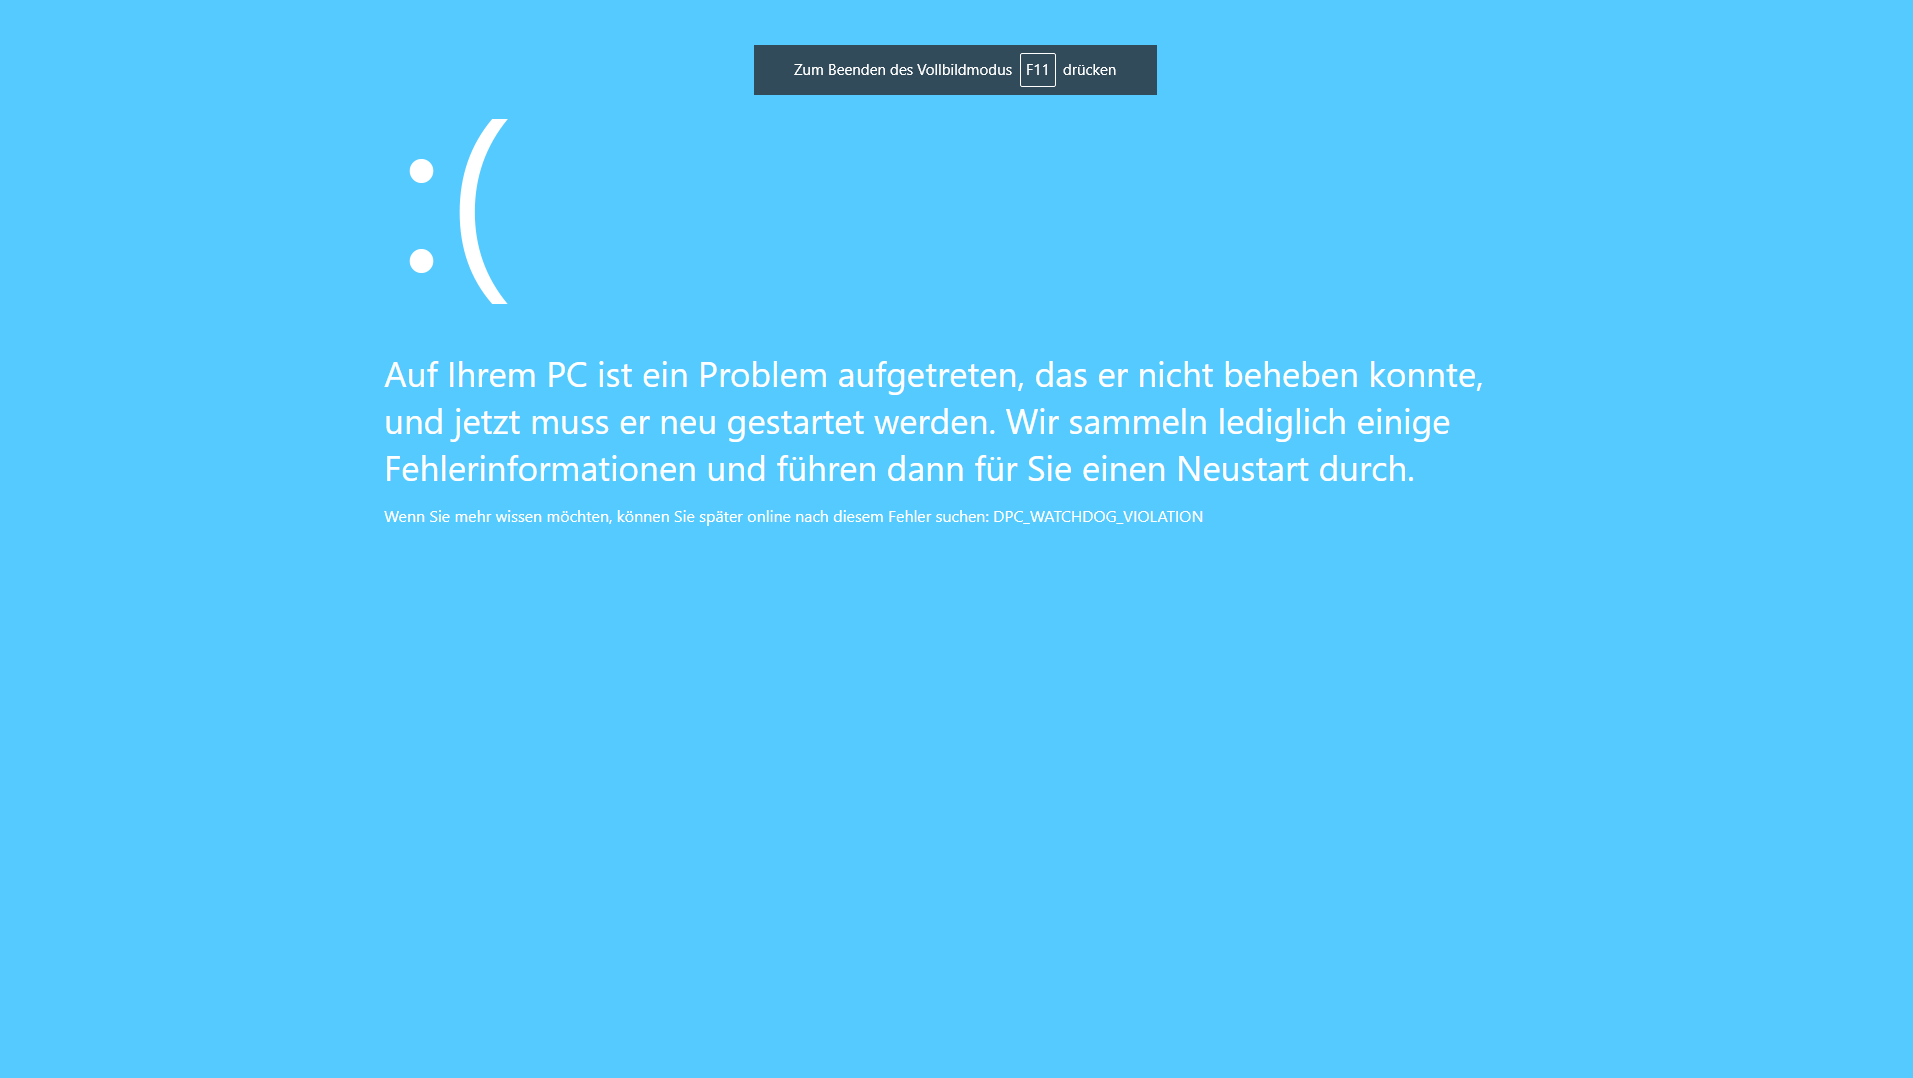 Zum Beenden des Vollbildmodus F11 drücken
:(
Auf Ihrem PC ist ein Problem aufgetreten, das er nicht beheben konnte,
und jetzt muss er neu gestartet werden. Wir sammeln lediglich einige
Fehlerinformationen und führen dann für Sie einen Neustart durch.
Wenn Sie mehr wissen möchten, können Sie später online nach diesem Fehler suchen: DPC_WATCHDOG_VIOLATION